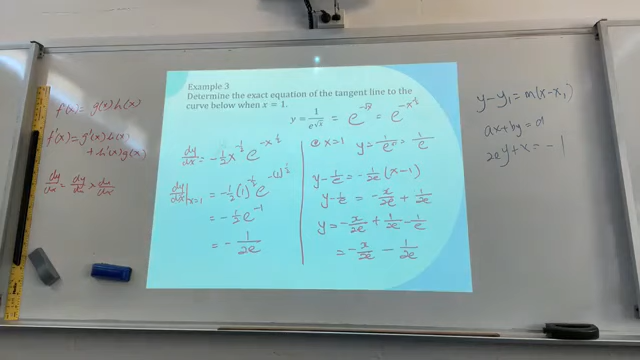 f(x) = g(x) h(x)
f'(x) = g'(x) h(x)
+ h'(x) g(x)
dy/dx = dy/du × du/dx
Example 3
Determine the exact equation of the tangent line to the
curve below when x = 1.
y = 1/e^√x = e^-√x = e^-x^½
dy/dx = -½ x^-½ e^-x^½
dy/dx|x=1 = -½ (1)^-½ e^-(1)^½
= -½ e^-1
= - 1/2e
@ x=1 y = 1/e^√1 = 1/e
y - 1/e = -1/2e (x-1)
y - 1/e = -x/2e + 1/2e
y = -x/2e + 1/2e - 1/e
= -x/2e - 1/2e
y - y₁ = m(x - x₁)
ax + by = d
2ey + x = -1